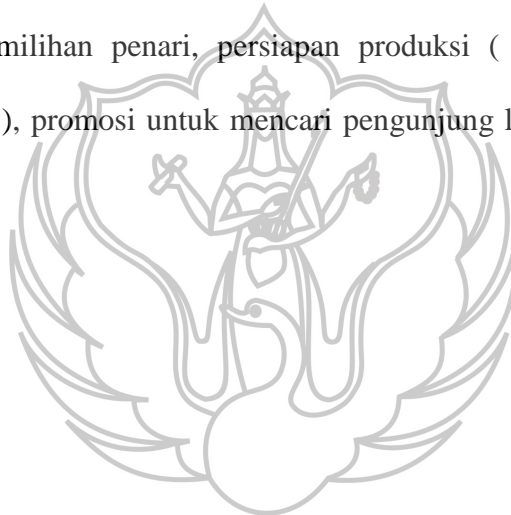 milihan penari, persiapan produksi (
), promosi untuk mencari pengunjung